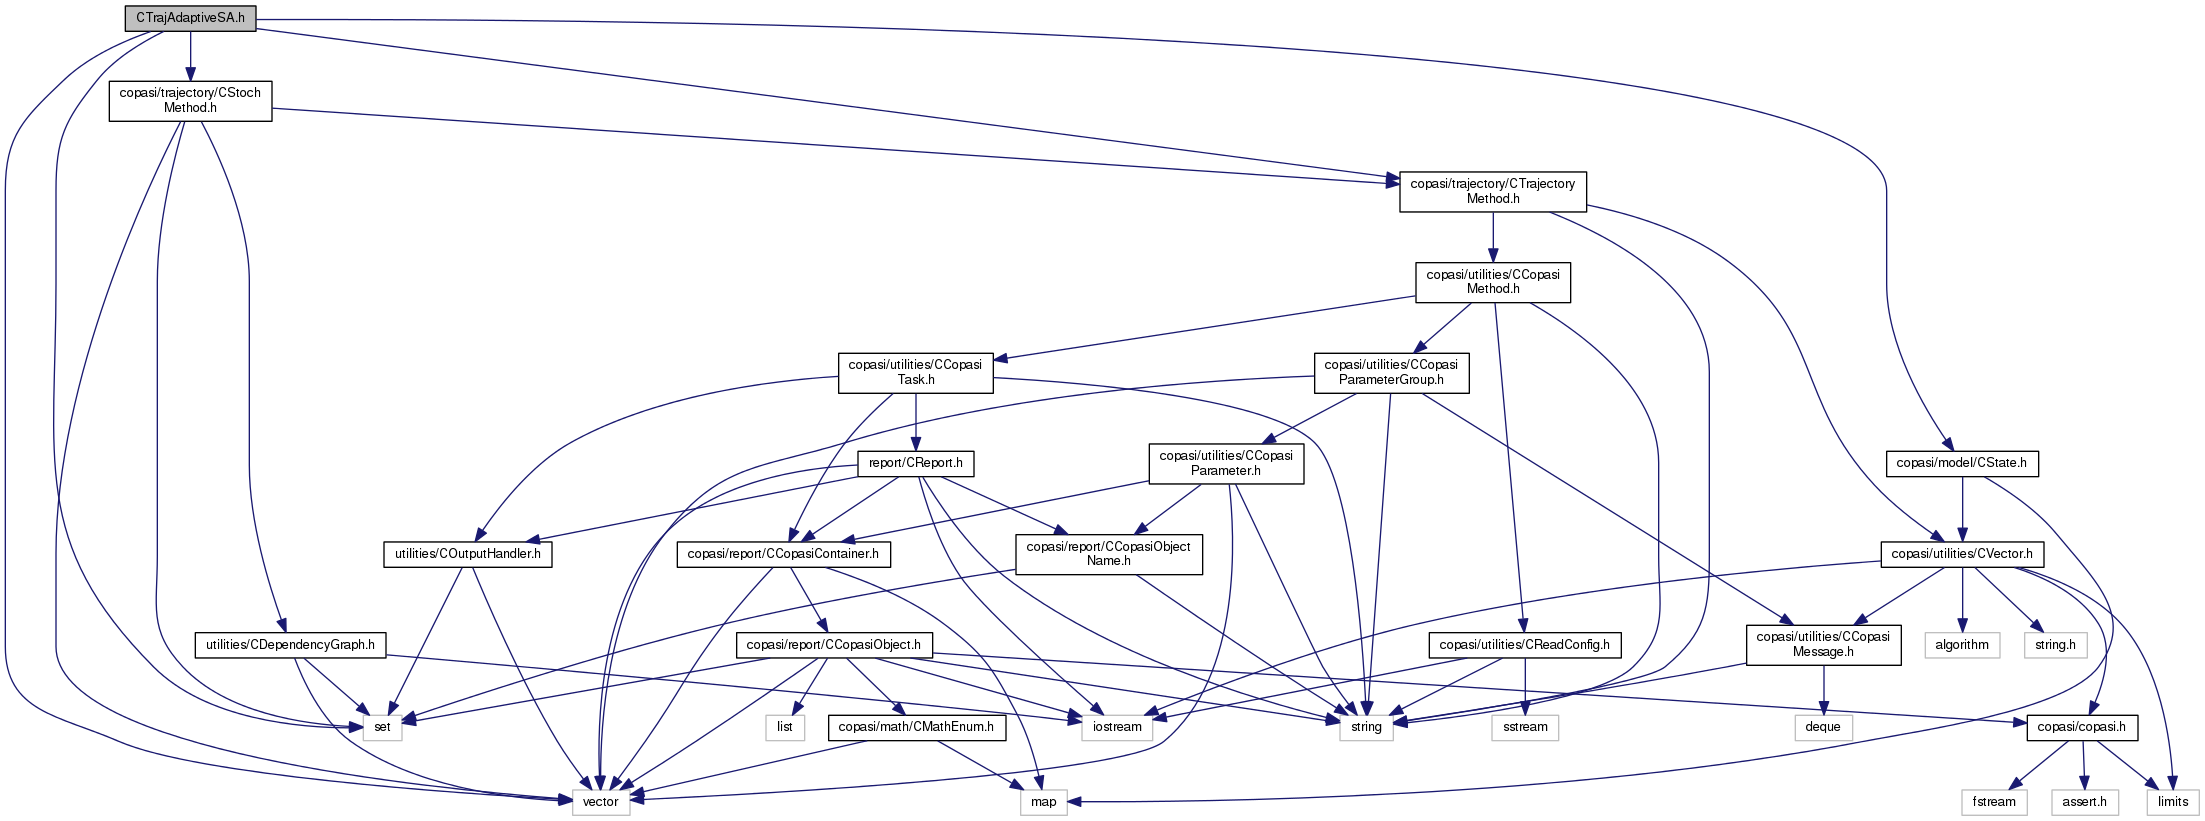 CTrajAdaptiveSA.h
copasi/trajectory/CStoch
Method.h
copasi/trajectory/CTrajectory
Method.h
copasi/utilities/CCopasi
Method.h
copasi/utilities/CCopasi
Task.h
copasi/utilities/CCopasi
ParameterGroup.h
report/CReport.h
copasi/utilities/CCopasi
Parameter.h
copasi/model/CState.h
utilities/COutputHandler.h
copasi/report/CCopasiContainer.h
copasi/report/CCopasiObject
Name.h
copasi/utilities/CVector.h
utilities/CDependencyGraph.h
copasi/report/CCopasiObject.h
copasi/utilities/CReadConfig.h
copasi/utilities/CCopasi
Message.h
algorithm
string.h
set
list
copasi/math/CMathEnum.h
iostream
string
sstream
deque
copasi/copasi.h
vector
map
fstream
assert.h
limits